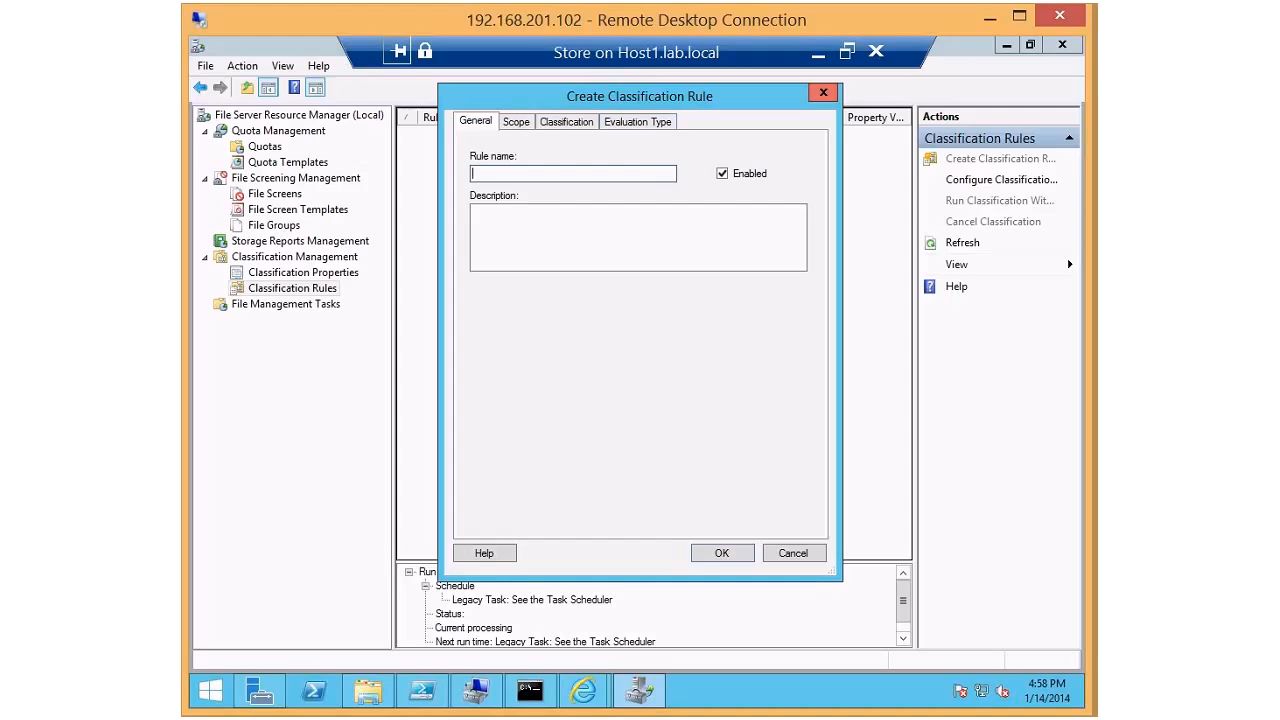 192.168.201.102 - Remote Desktop Connection
Store on Host1.lab.local
File Action View Help
File Server Resource Manager (Local)
Quota Management
Quotas
Quota Templates
File Screening Management
File Screens
File Screen Templates
File Groups
Storage Reports Management
Classification Management
Classification Properties
Classification Rules
File Management Tasks
Ru
Property V...
Create Classification Rule
General Scope Classification Evaluation Type
Rule name:
Enabled
Description:
Help OK Cancel
Run
Schedule
Legacy Task: See the Task Scheduler
Status:
Current processing
Next run time: Legacy Task: See the Task Scheduler
Actions
Classification Rules
Create Classification R...
Configure Classificatio...
Run Classification Wit...
Cancel Classification
Refresh
View
Help
4:58 PM
1/14/2014